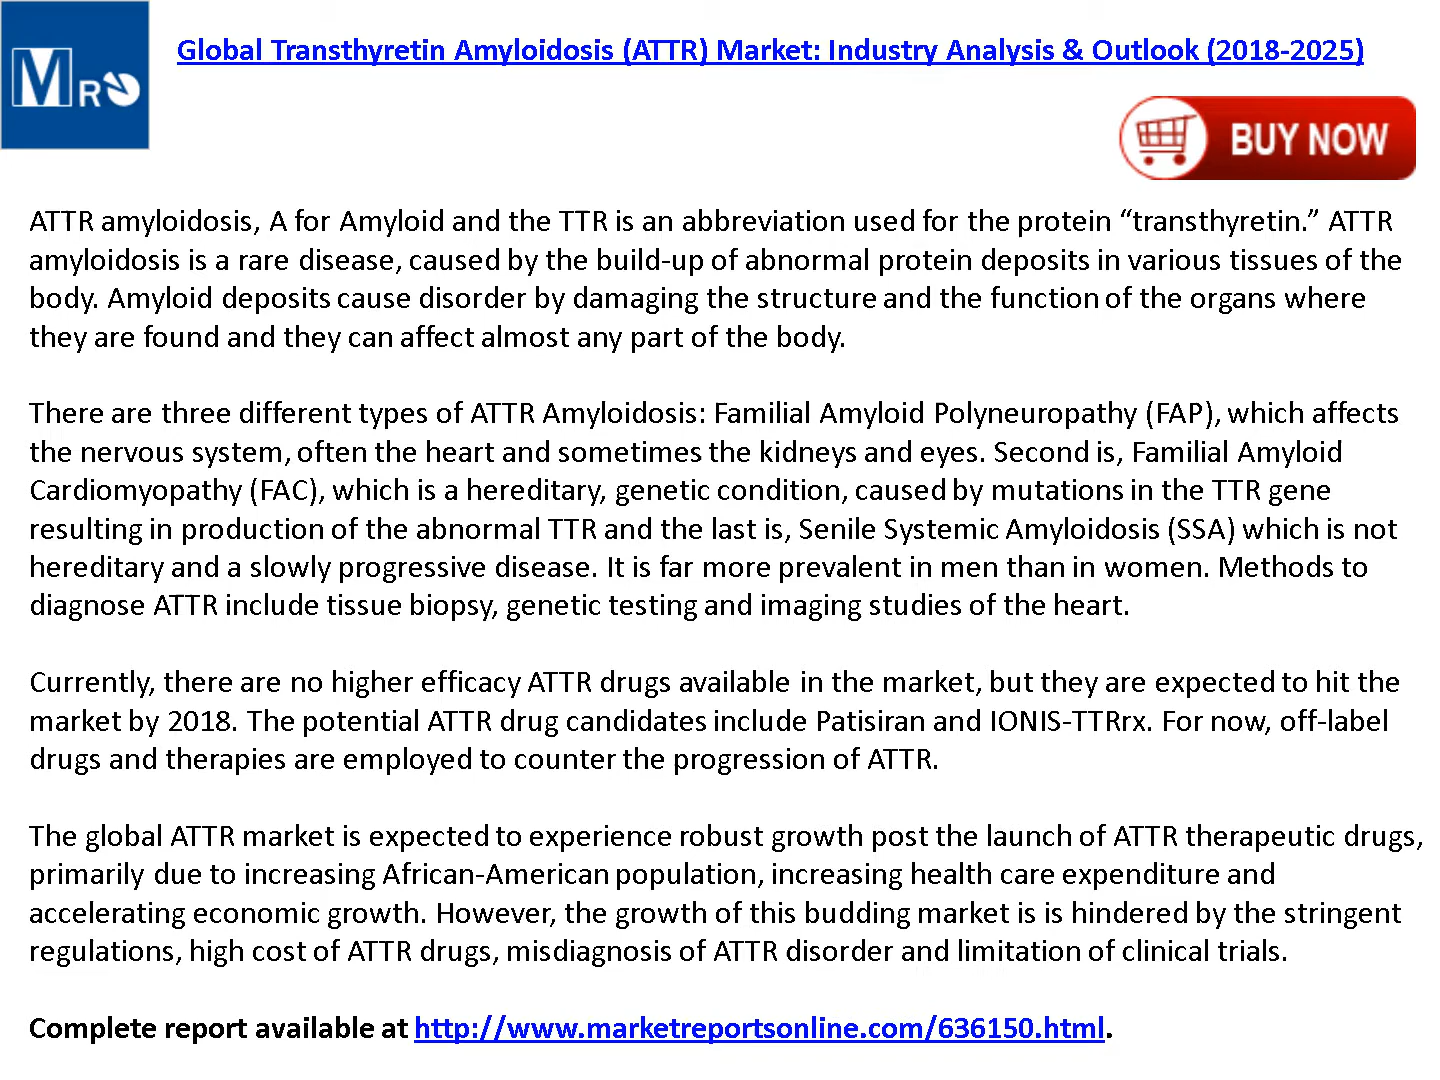 MRO
Global Transthyretin Amyloidosis (ATTR) Market: Industry Analysis & Outlook (2018-2025)
BUY NOW
ATTR amyloidosis, A for Amyloid and the TTR is an abbreviation used for the protein “transthyretin.” ATTR
amyloidosis is a rare disease, caused by the build-up of abnormal protein deposits in various tissues of the
body. Amyloid deposits cause disorder by damaging the structure and the function of the organs where
they are found and they can affect almost any part of the body.
There are three different types of ATTR Amyloidosis: Familial Amyloid Polyneuropathy (FAP), which affects
the nervous system, often the heart and sometimes the kidneys and eyes. Second is, Familial Amyloid
Cardiomyopathy (FAC), which is a hereditary, genetic condition, caused by mutations in the TTR gene
resulting in production of the abnormal TTR and the last is, Senile Systemic Amyloidosis (SSA) which is not
hereditary and a slowly progressive disease. It is far more prevalent in men than in women. Methods to
diagnose ATTR include tissue biopsy, genetic testing and imaging studies of the heart.
Currently, there are no higher efficacy ATTR drugs available in the market, but they are expected to hit the
market by 2018. The potential ATTR drug candidates include Patisiran and IONIS-TTRrx. For now, off-label
drugs and therapies are employed to counter the progression of ATTR.
The global ATTR market is expected to experience robust growth post the launch of ATTR therapeutic drugs,
primarily due to increasing African-American population, increasing health care expenditure and
accelerating economic growth. However, the growth of this budding market is is hindered by the stringent
regulations, high cost of ATTR drugs, misdiagnosis of ATTR disorder and limitation of clinical trials.
Complete report available at http://www.marketreportsonline.com/636150.html.